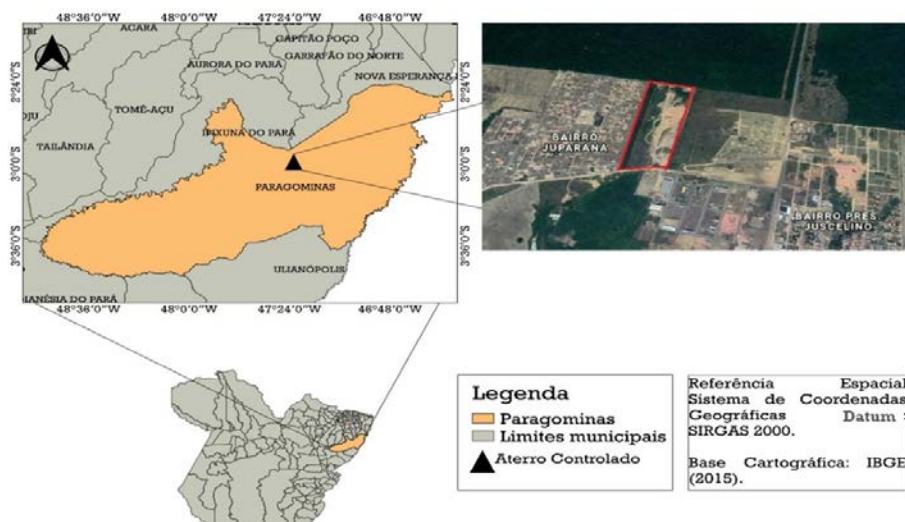 48°36'0"W 48°0'0"W 47°24'0"W 46°48'0"W
ACARÁ
CAPITÃO POÇO
GARRAFÃO DO NORTE
AURORA DO PARÁ
NOVA ESPERANÇA
2°24'0"S
TOMÉ-AÇU
IPIXUNA DO PARÁ
TAILÂNDIA
3°0'0"S
3°0'0"S
PARAGOMINAS
3°36'0"S
3°36'0"S
ULIANÓPOLIS
IANÉSIA DO PARÁ
48°36'0"W 48°0'0"W 47°24'0"W 46°48'0"W
BAIRRO
JUPARANA
BAIRRO PRES
JUSCELINO
Legenda
Paragominas
Limites municipais
Aterro Controlado
Referência Espacial
Sistema de Coordenadas
Geográficas Datum :
SIRGAS 2000.
Base Cartográfica: IBGE
(2015).